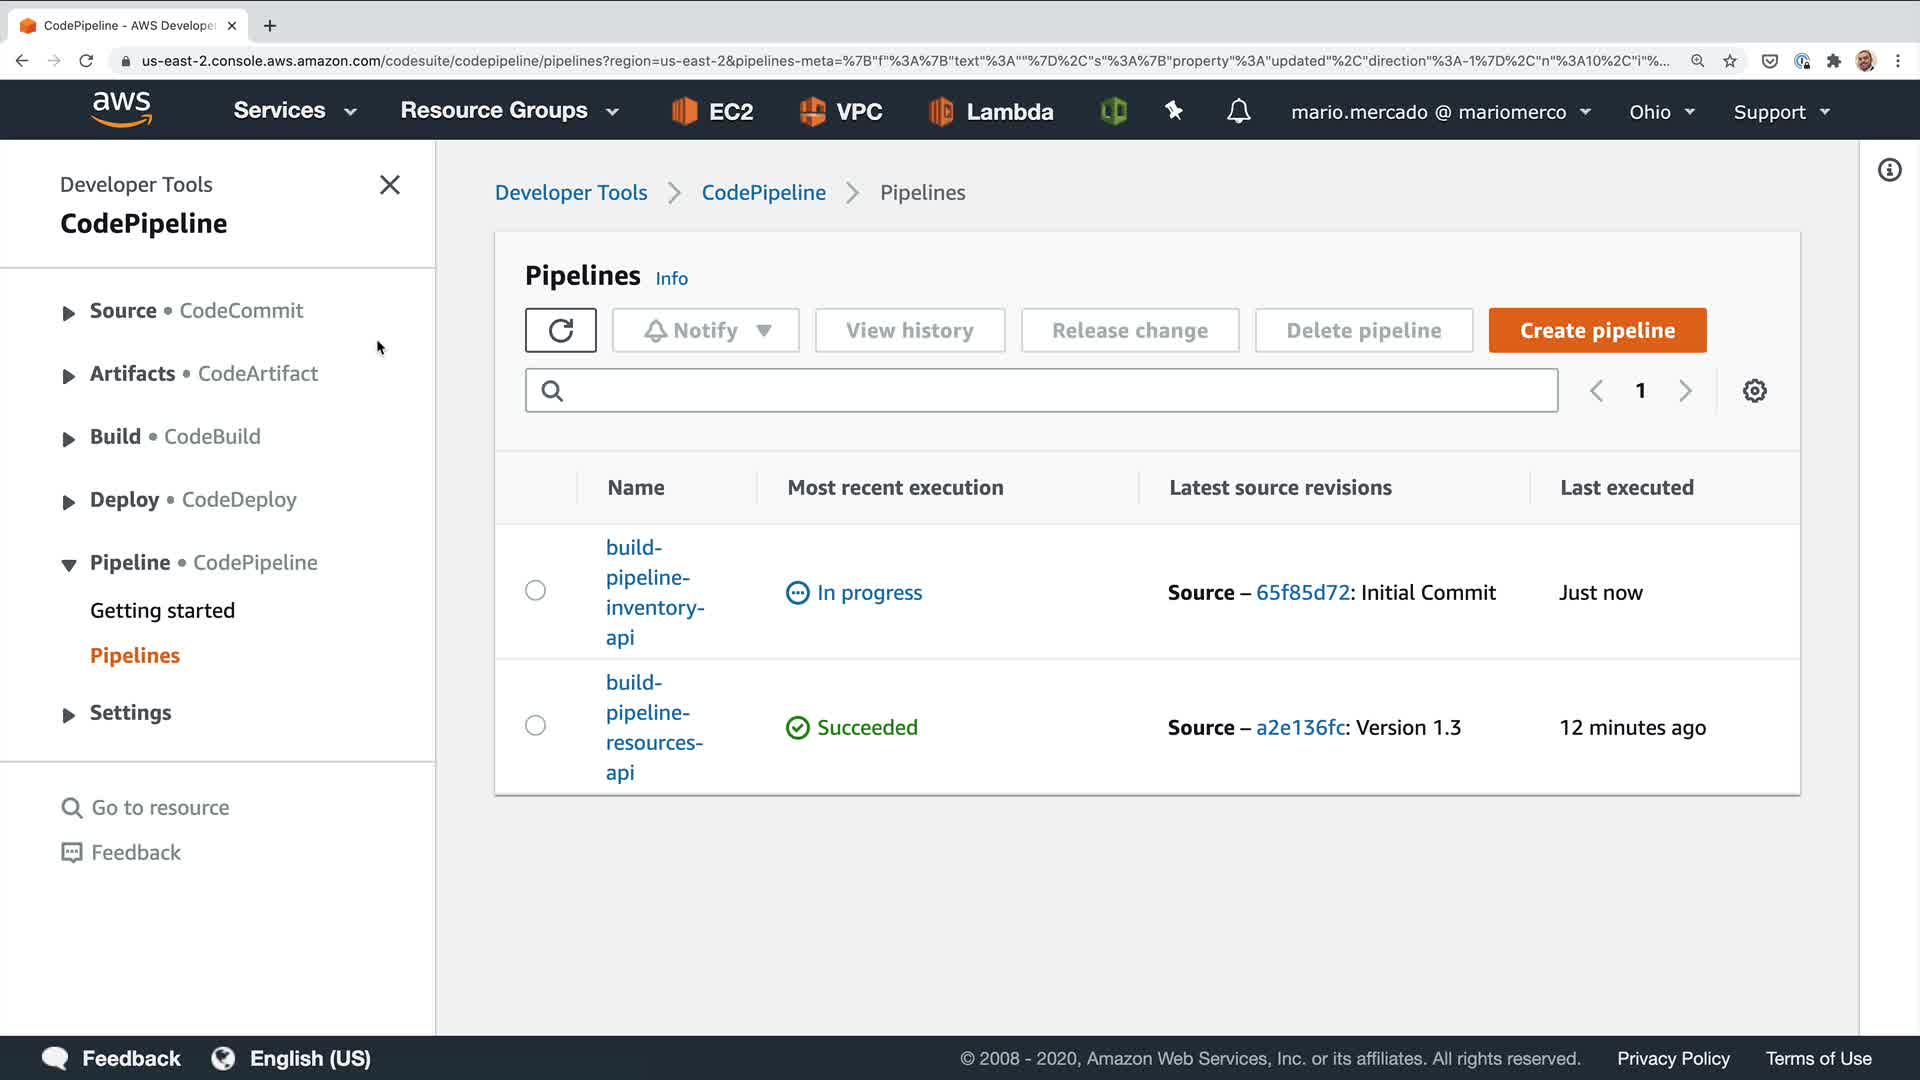 CodePipeline - AWS Develope
us-east-2.console.aws.amazon.com/codesuite/codepipeline/pipelines?region=us-east-2&pipelines-meta=%7B"f"%3A%7B"text"%3A""%7D%2C"s"%3A%7B"property"%3A"updated"%2C"direction"%3A-1%7D%2C"n"%3A10%2C"i"%...
aws
Services
Resource Groups
EC2
VPC
Lambda
mario.mercado @ mariomerco
Ohio
Support
Developer Tools
CodePipeline
Source • CodeCommit
Artifacts • CodeArtifact
Build • CodeBuild
Deploy • CodeDeploy
Pipeline • CodePipeline
Getting started
Pipelines
Settings
Go to resource
Feedback
Developer Tools
CodePipeline
Pipelines
Pipelines Info
Notify
View history
Release change
Delete pipeline
Create pipeline
1
Name
Most recent execution
Latest source revisions
Last executed
build-
pipeline-
inventory-
api
In progress
Source – 65f85d72: Initial Commit
Just now
build-
pipeline-
resources-
api
Succeeded
Source – a2e136fc: Version 1.3
12 minutes ago
Feedback
English (US)
© 2008 - 2020, Amazon Web Services, Inc. or its affiliates. All rights reserved.
Privacy Policy
Terms of Use